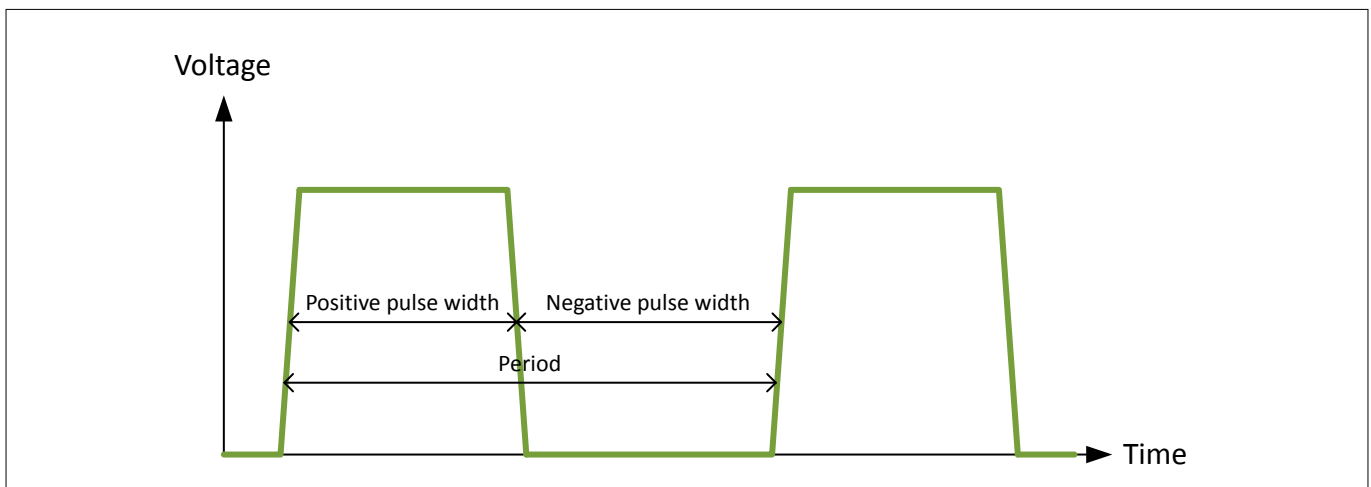 Voltage
Positive pulse width
Negative pulse width
Period
Time